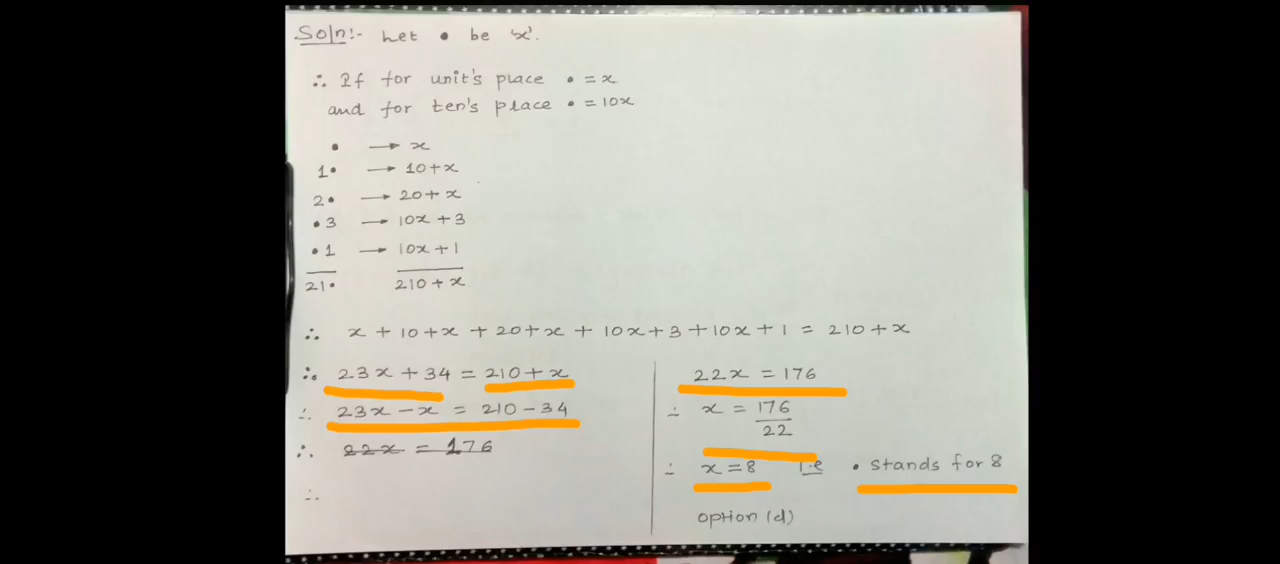 Soln:- Let • be 'x'.
∴ If for unit's place • = x
and for ten's place • = 10x
• → x
1• → 10+x
2• → 20+x
•3 → 10x+3
•1 → 10x+1
21• 210+x
∴ x + 10+x + 20+x + 10x+3 +10x+1 = 210+x
∴ 23x+34 = 210+x
∴ 23x-x = 210-34
∴ 22x = 176
∴
22x = 176
∴ x = 176/22
∴ x=8 i.e • stands for 8
option (d)